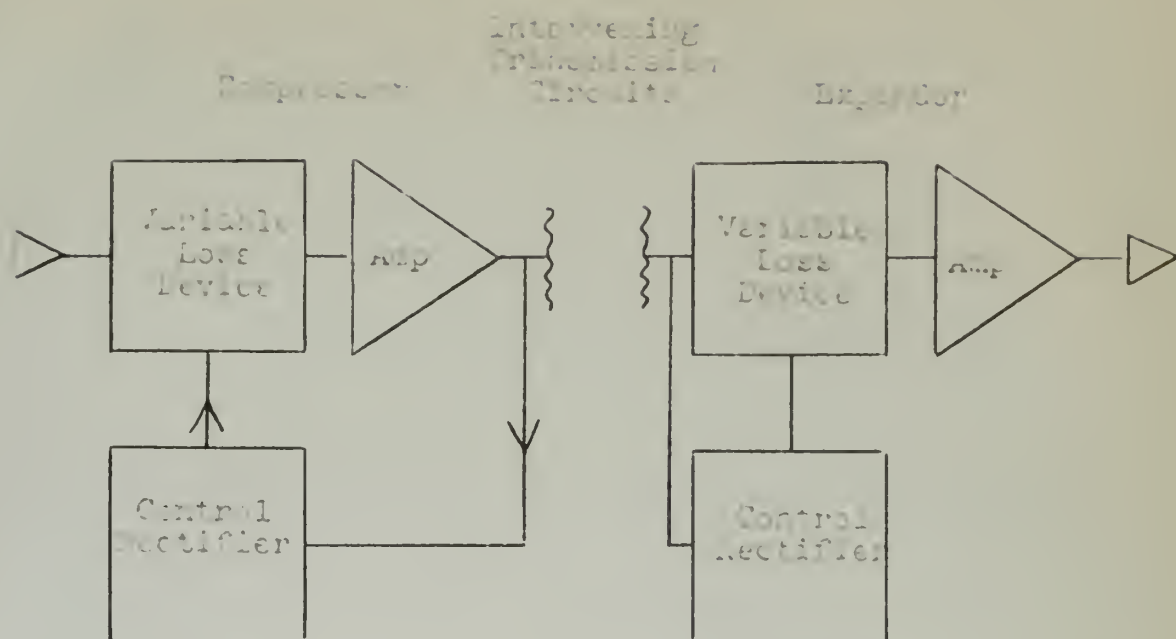 Intervening
Transmission
Circuits
Compressor
Expandor
Variable
Loss
Device
Amp
Variable
Loss
Device
Amp
Control
Rectifier
Control
Rectifier